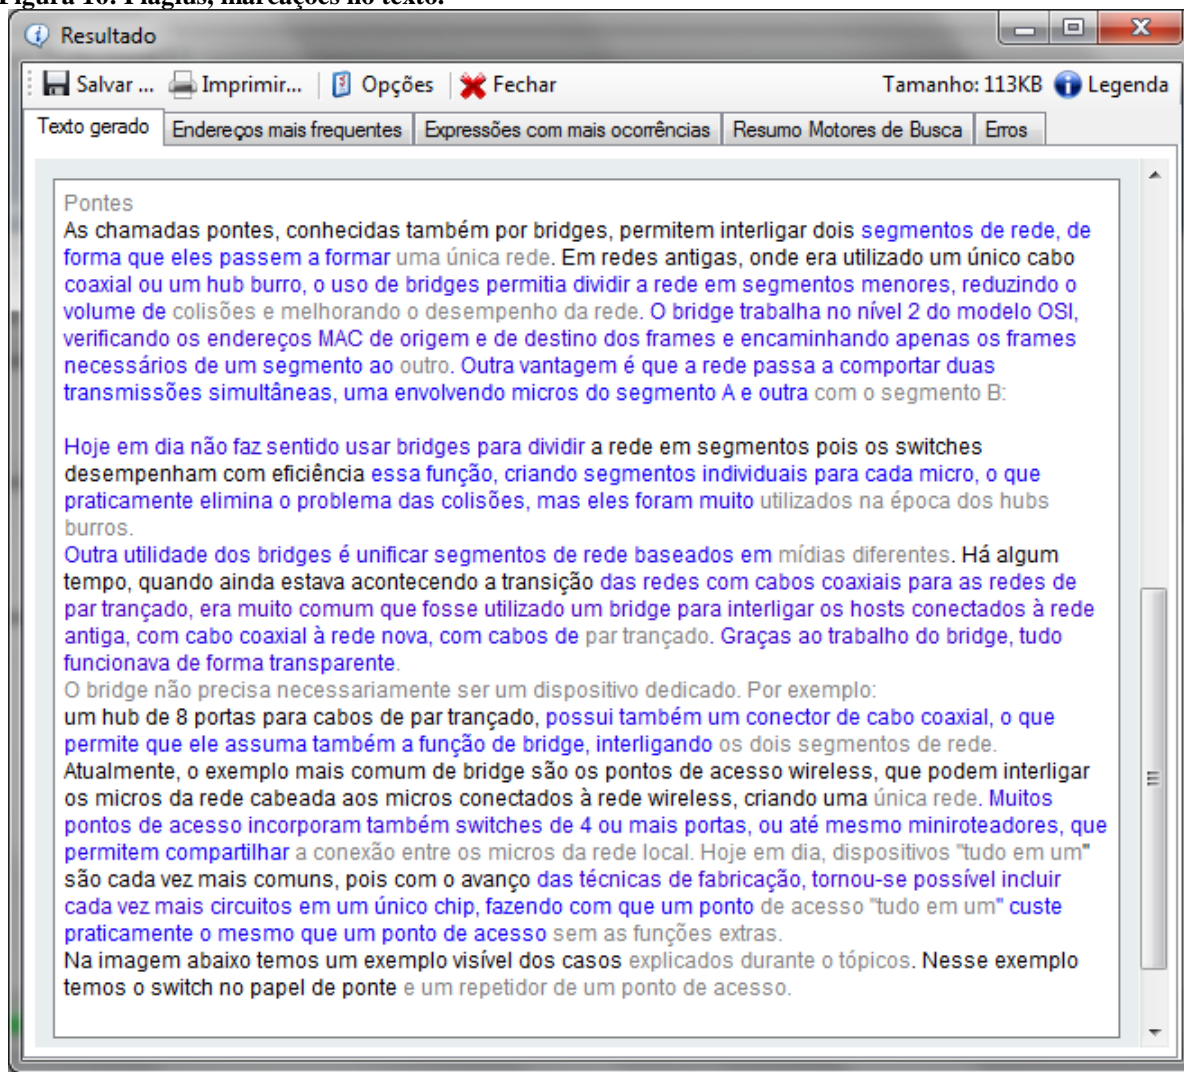 Figura 16: Plagius, marcações no texto.
Resultado
Salvar ... Imprimir... Opções Fechar Tamanho: 113KB Legenda
Texto gerado Endereços mais frequentes Expressões com mais ocorrências Resumo Motores de Busca Erros
Pontes
As chamadas pontes, conhecidas também por bridges, permitem interligar dois segmentos de rede, de
forma que eles passem a formar uma única rede. Em redes antigas, onde era utilizado um único cabo
coaxial ou um hub burro, o uso de bridges permitia dividir a rede em segmentos menores, reduzindo o
volume de colisões e melhorando o desempenho da rede. O bridge trabalha no nível 2 do modelo OSI,
verificando os endereços MAC de origem e de destino dos frames e encaminhando apenas os frames
necessários de um segmento ao outro. Outra vantagem é que a rede passa a comportar duas
transmissões simultâneas, uma envolvendo micros do segmento A e outra com o segmento B:
Hoje em dia não faz sentido usar bridges para dividir a rede em segmentos pois os switches
desempenham com eficiência essa função, criando segmentos individuais para cada micro, o que
praticamente elimina o problema das colisões, mas eles foram muito utilizados na época dos hubs
burros.
Outra utilidade dos bridges é unificar segmentos de rede baseados em mídias diferentes. Há algum
tempo, quando ainda estava acontecendo a transição das redes com cabos coaxiais para as redes de
par trançado, era muito comum que fosse utilizado um bridge para interligar os hosts conectados à rede
antiga, com cabo coaxial à rede nova, com cabos de par trançado. Graças ao trabalho do bridge, tudo
funcionava de forma transparente.
O bridge não precisa necessariamente ser um dispositivo dedicado. Por exemplo:
um hub de 8 portas para cabos de par trançado, possui também um conector de cabo coaxial, o que
permite que ele assuma também a função de bridge, interligando os dois segmentos de rede.
Atualmente, o exemplo mais comum de bridge são os pontos de acesso wireless, que podem interligar
os micros da rede cabeada aos micros conectados à rede wireless, criando uma única rede. Muitos
pontos de acesso incorporam também switches de 4 ou mais portas, ou até mesmo miniroteadores, que
permitem compartilhar a conexão entre os micros da rede local. Hoje em dia, dispositivos "tudo em um"
são cada vez mais comuns, pois com o avanço das técnicas de fabricação, tornou-se possível incluir
cada vez mais circuitos em um único chip, fazendo com que um ponto de acesso "tudo em um" custe
praticamente o mesmo que um ponto de acesso sem as funções extras.
Na imagem abaixo temos um exemplo visível dos casos explicados durante o tópicos. Nesse exemplo
temos o switch no papel de ponte e um repetidor de um ponto de acesso.